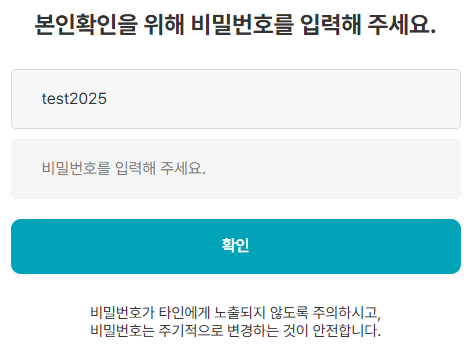 본인확인을 위해 비밀번호를 입력해 주세요.
test2025
비밀번호를 입력해 주세요.
확인
비밀번호가 타인에게 노출되지 않도록 주의하시고,
비밀번호는 주기적으로 변경하는 것이 안전합니다.